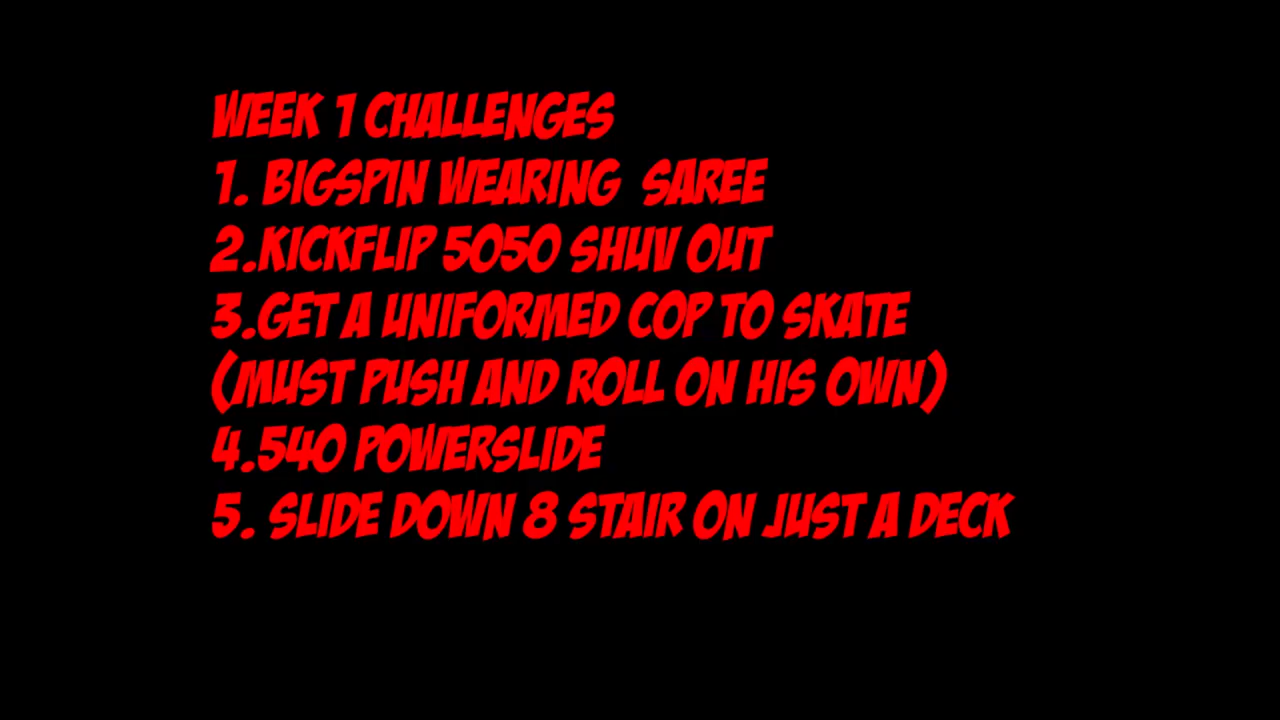 WEEK 1 CHALLENGES
1. BIGSPIN WEARING  SAREE
2.KICKFLIP 5050 SHUV OUT
3.GET A UNIFORMED COP TO SKATE
(MUST PUSH AND ROLL ON HIS OWN)
4.540 POWERSLIDE
5. SLIDE DOWN 8 STAIR ON JUST A DECK